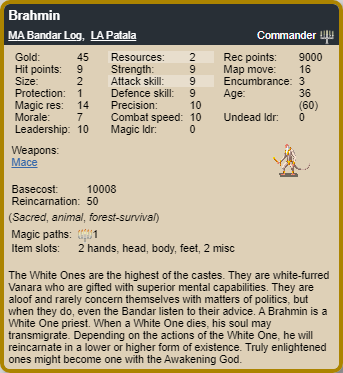 Brahmin
MA Bandar Log, LA Patala Commander
Gold: 45 Resources: 2 Rec points: 9000
Hit points: 9 Strength: 9 Map move: 16
Size: 2 Attack skill: 9 Encumbrance: 3
Protection: 1 Defence skill: 9 Age: 36
Magic res: 14 Precision: 10 (60)
Morale: 7 Combat speed: 10 Undead ldr: 0
Leadership: 10 Magic ldr: 0
Weapons:
Mace
Basecost: 10008
Reincarnation: 50
(Sacred, animal, forest-survival)
Magic paths: 1
Item slots: 2 hands, head, body, feet, 2 misc
The White Ones are the highest of the castes. They are white-furred
Vanara who are gifted with superior mental capabilities. They are
aloof and rarely concern themselves with matters of politics, but
when they do, even the Bandar listen to their advice. A Brahmin is a
White One priest. When a White One dies, his soul may
transmigrate. Depending on the actions of the White One, he will
reincarnate in a lower or higher form of existence. Truly enlightened
ones might become one with the Awakening God.